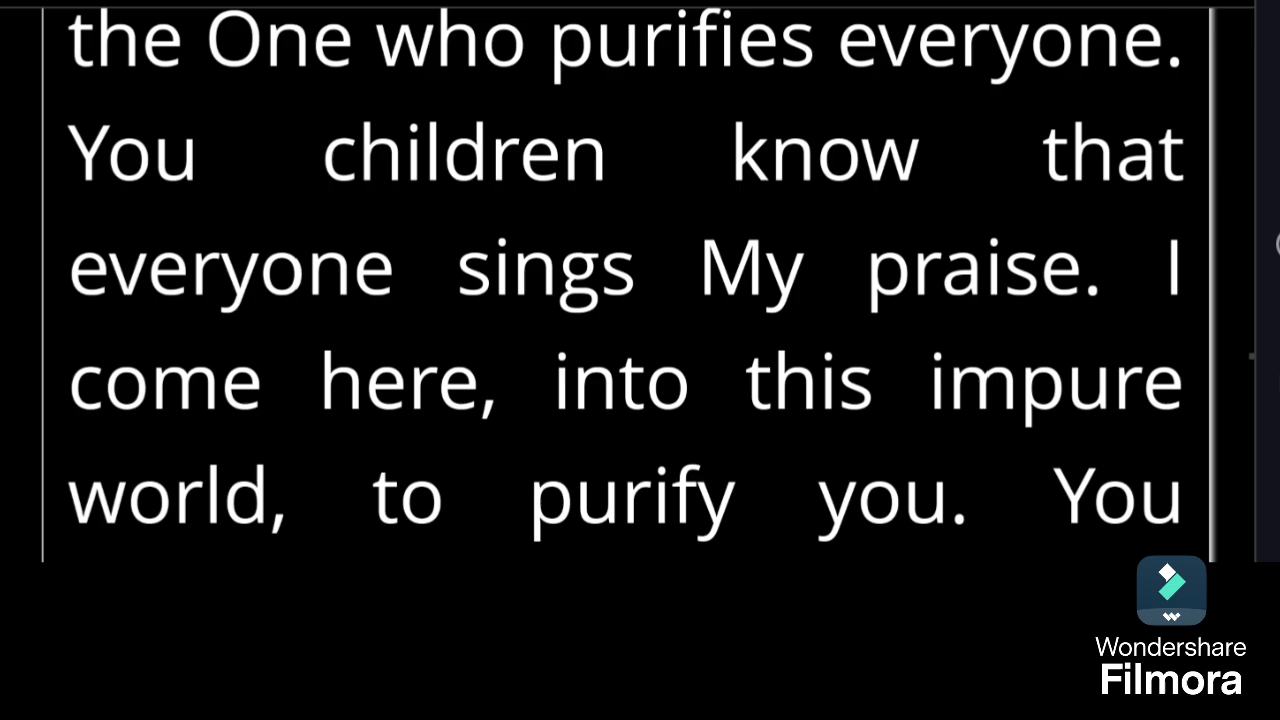 the One who purifies everyone.
You children know that
everyone sings My praise. I
come here, into this impure
world, to purify you. You
Wondershare
Filmora